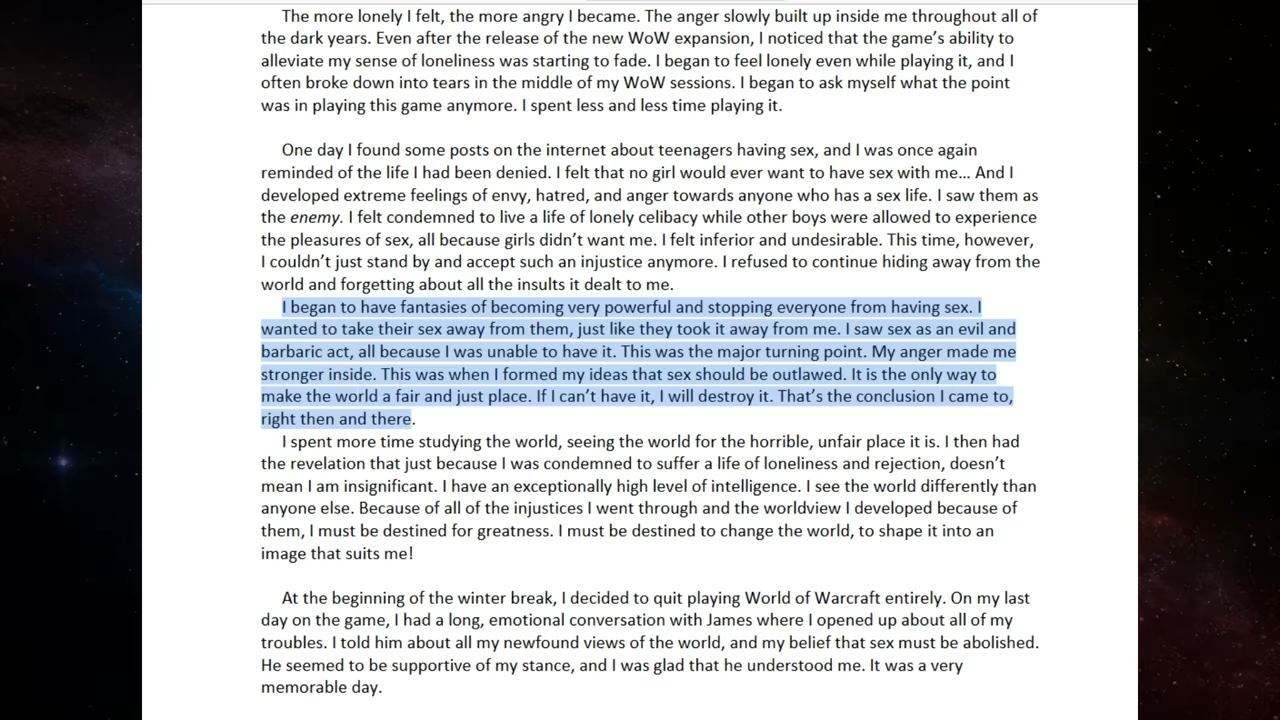 The more lonely I felt, the more angry I became. The anger slowly built up inside me throughout all of
the dark years. Even after the release of the new WoW expansion, I noticed that the game’s ability to
alleviate my sense of loneliness was starting to fade. I began to feel lonely even while playing it, and I
often broke down into tears in the middle of my WoW sessions. I began to ask myself what the point
was in playing this game anymore. I spent less and less time playing it.
One day I found some posts on the internet about teenagers having sex, and I was once again
reminded of the life I had been denied. I felt that no girl would ever want to have sex with me... And I
developed extreme feelings of envy, hatred, and anger towards anyone who has a sex life. I saw them as
the enemy. I felt condemned to live a life of lonely celibacy while other boys were allowed to experience
the pleasures of sex, all because girls didn’t want me. I felt inferior and undesirable. This time, however,
I couldn’t just stand by and accept such an injustice anymore. I refused to continue hiding away from the
world and forgetting about all the insults it dealt to me.
I began to have fantasies of becoming very powerful and stopping everyone from having sex. I
wanted to take their sex away from them, just like they took it away from me. I saw sex as an evil and
barbaric act, all because I was unable to have it. This was the major turning point. My anger made me
stronger inside. This was when I formed my ideas that sex should be outlawed. It is the only way to
make the world a fair and just place. If I can’t have it, I will destroy it. That’s the conclusion I came to,
right then and there.
I spent more time studying the world, seeing the world for the horrible, unfair place it is. I then had
the revelation that just because I was condemned to suffer a life of loneliness and rejection, doesn’t
mean I am insignificant. I have an exceptionally high level of intelligence. I see the world differently than
anyone else. Because of all of the injustices I went through and the worldview I developed because of
them, I must be destined for greatness. I must be destined to change the world, to shape it into an
image that suits me!
At the beginning of the winter break, I decided to quit playing World of Warcraft entirely. On my last
day on the game, I had a long, emotional conversation with James where I opened up about all of my
troubles. I told him about all my newfound views of the world, and my belief that sex must be abolished.
He seemed to be supportive of my stance, and I was glad that he understood me. It was a very
memorable day.